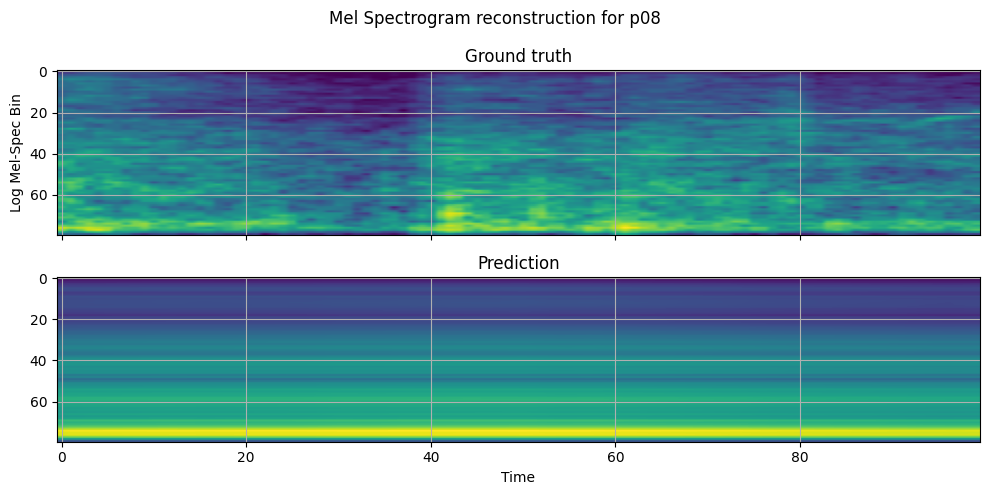 Mel Spectrogram reconstruction for p08
Ground truth
Log Mel-Spec Bin
0
20
40
60
Prediction
0
20
40
60
0 20 40 60 80
Time